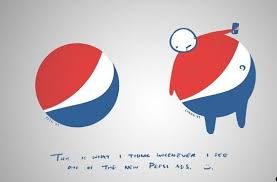 THIS IS WHAT I THINK WHENEVER I SEE
ONE OF THE NEW PEPSI ADS. :)